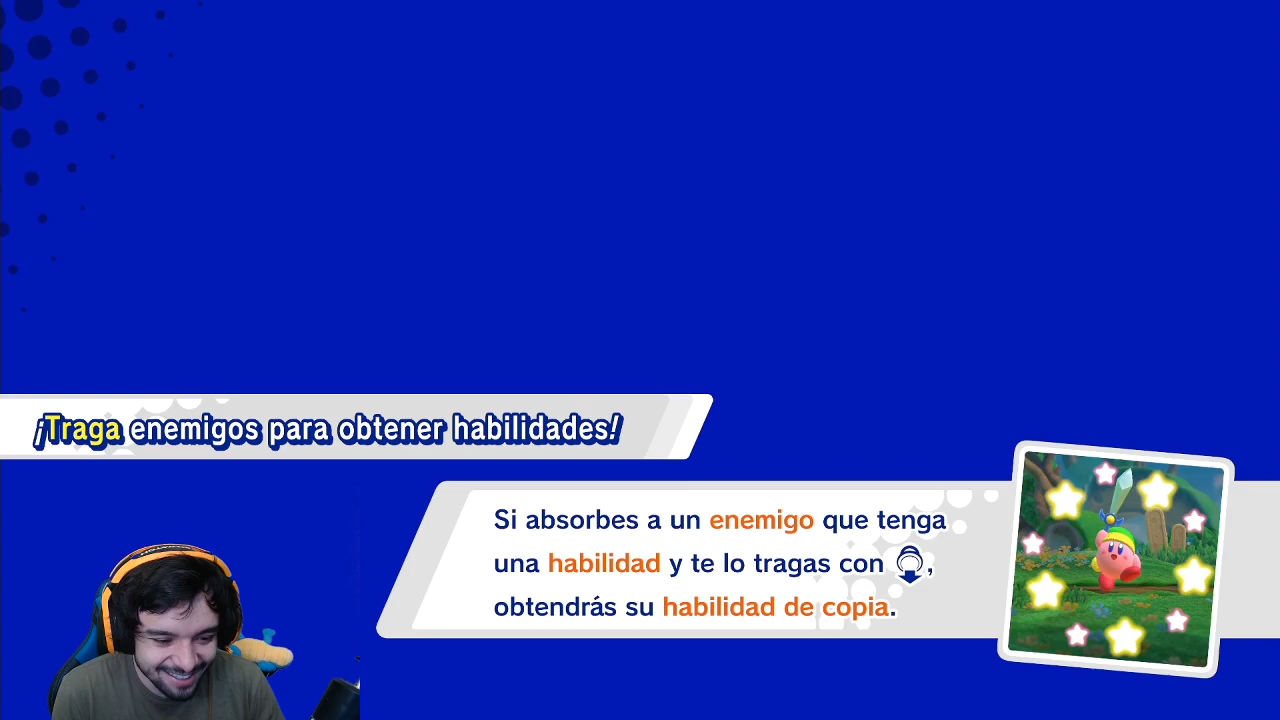 ¡Traga enemigos para obtener habilidades!
Si absorbes a un enemigo que tenga
una habilidad y te lo tragas con ,
obtendrás su habilidad de copia.